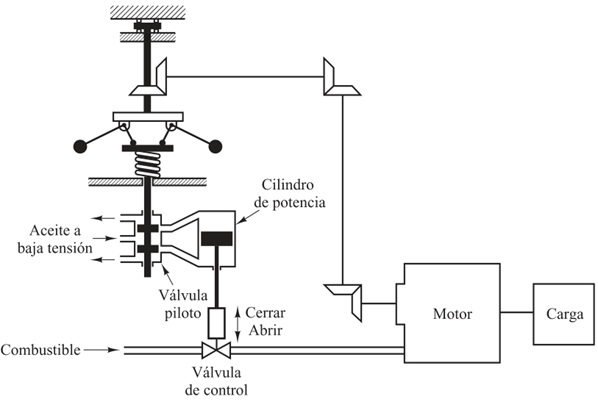 Cilindro
de potencia
Aceite a
baja tensión
Válvula
piloto
Cerrar
Abrir
Motor
Carga
Combustible
Válvula
de control